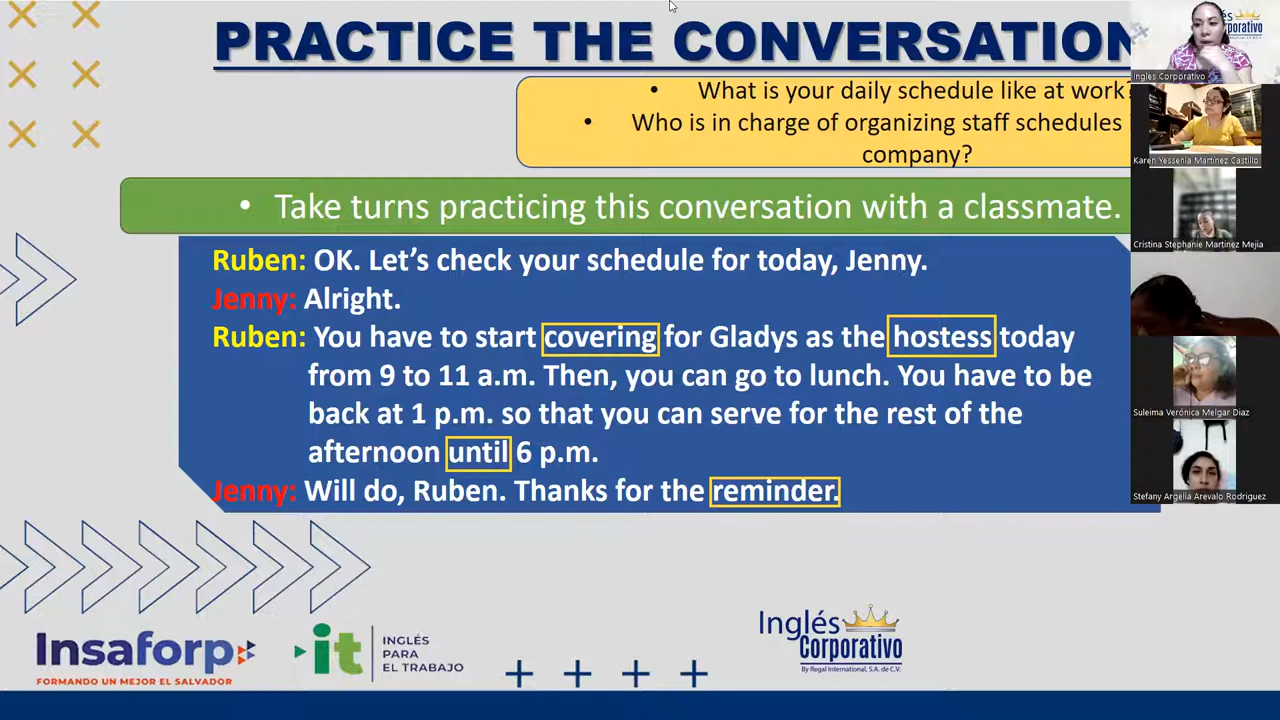 PRACTICE THE CONVERSATION
• What is your daily schedule like at work?
• Who is in charge of organizing staff schedules
company?
• Take turns practicing this conversation with a classmate.
Ruben: OK. Let's check your schedule for today, Jenny.
Jenny: Alright.
Ruben: You have to start covering for Gladys as the hostess today
from 9 to 11 a.m. Then, you can go to lunch. You have to be
back at 1 p.m. so that you can serve for the rest of the
afternoon until 6 p.m.
Jenny: Will do, Ruben. Thanks for the reminder.
Insaforp
FORMANDO UN MEJOR EL SALVADOR
it
INGLÉS
PARA
EL TRABAJO
Inglés
Corporativo
By Regal International, S.A. de C.V.
Inglés Corporativo
Karen Yessenia Martinez Castillo
Cristina Stephanie Martinez Mejia
Suleima Verónica Melgar Diaz
Stefany Argelia Arevalo Rodriguez